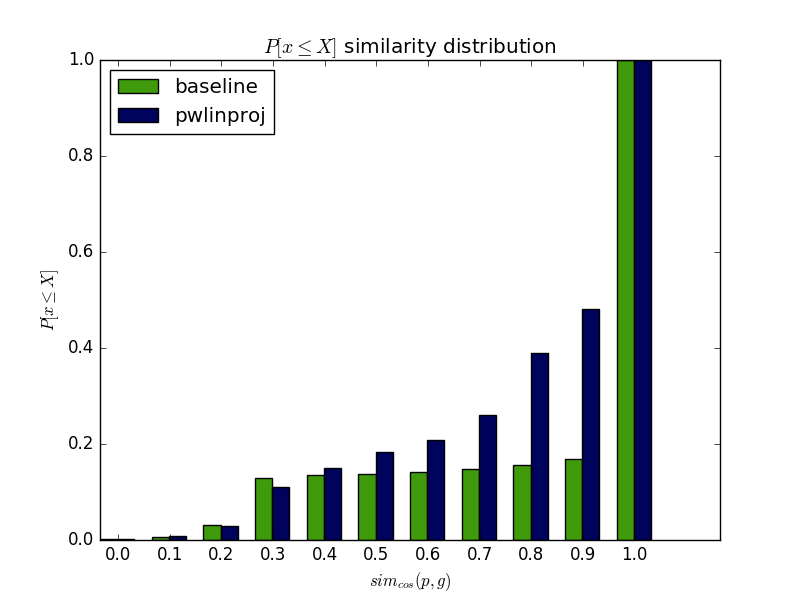 P[x ≤ X] similarity distribution
baseline
pwlinproj
P[x ≤ X]
1.0
0.8
0.6
0.4
0.2
0.0
0.0 0.1 0.2 0.3 0.4 0.5 0.6 0.7 0.8 0.9 1.0
sim_cos(p, g)